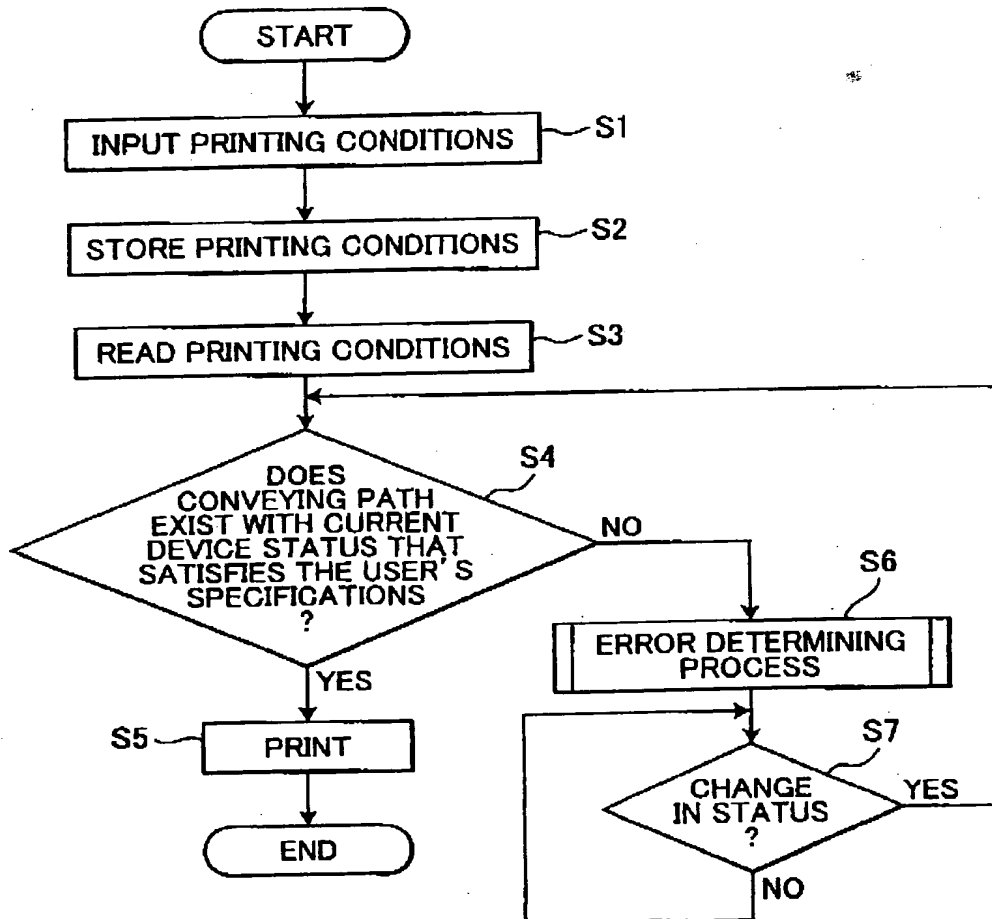 START
INPUT PRINTING CONDITIONS
S1
STORE PRINTING CONDITIONS
S2
READ PRINTING CONDITIONS
S3
DOES
CONVEYING PATH
EXIST WITH CURRENT
DEVICE STATUS THAT
SATISFIES THE USER'S
SPECIFICATIONS
?
S4
NO
YES
S6
ERROR DETERMINING
PROCESS
S5
PRINT
S7
CHANGE
IN STATUS
?
YES
NO
END